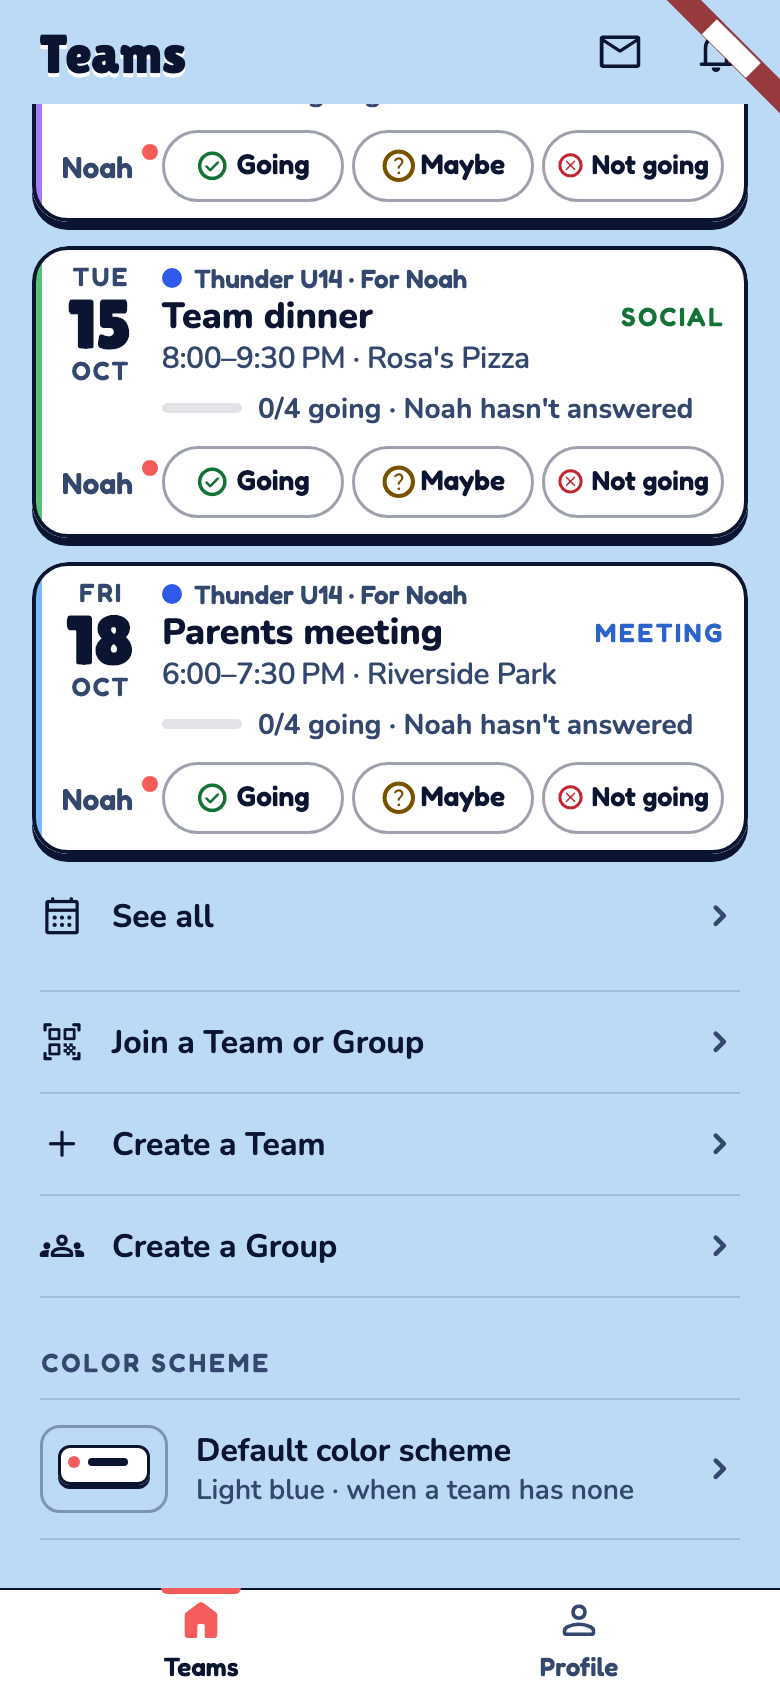 Teams
Noah
Going
Maybe
Not going
TUE
15
OCT
Thunder U14 · For Noah
Team dinner
SOCIAL
8:00–9:30 PM · Rosa's Pizza
0/4 going · Noah hasn't answered
Noah
Going
Maybe
Not going
FRI
18
OCT
Thunder U14 · For Noah
Parents meeting
MEETING
6:00–7:30 PM · Riverside Park
0/4 going · Noah hasn't answered
Noah
Going
Maybe
Not going
See all
Join a Team or Group
Create a Team
Create a Group
COLOR SCHEME
Default color scheme
Light blue · when a team has none
Teams
Profile